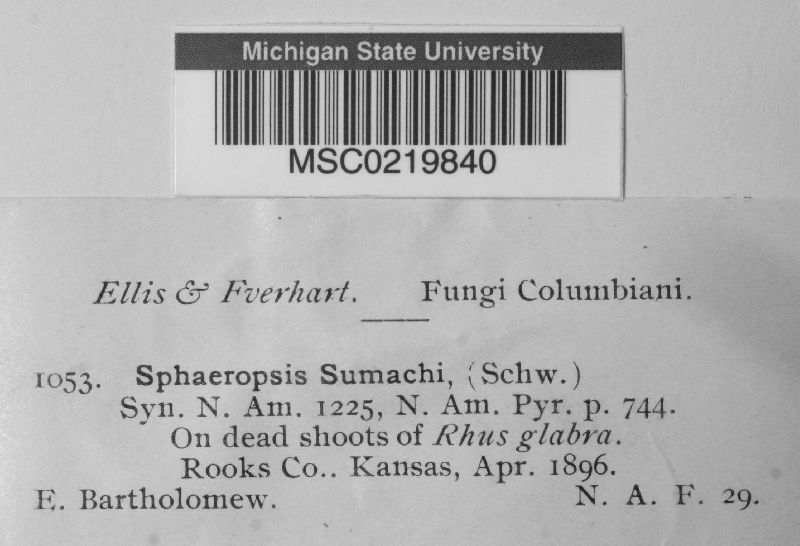 Michigan State University
MSC0219840
Ellis & Fverhart. Fungi Columbiani.
1053. Sphaeropsis Sumachi, (Schw.)
Syn. N. Am. 1225, N. Am. Pyr. p. 744.
On dead shoots of Rhus glabra.
Rooks Co.. Kansas, Apr. 1896.
E. Bartholomew. N. A. F. 29.